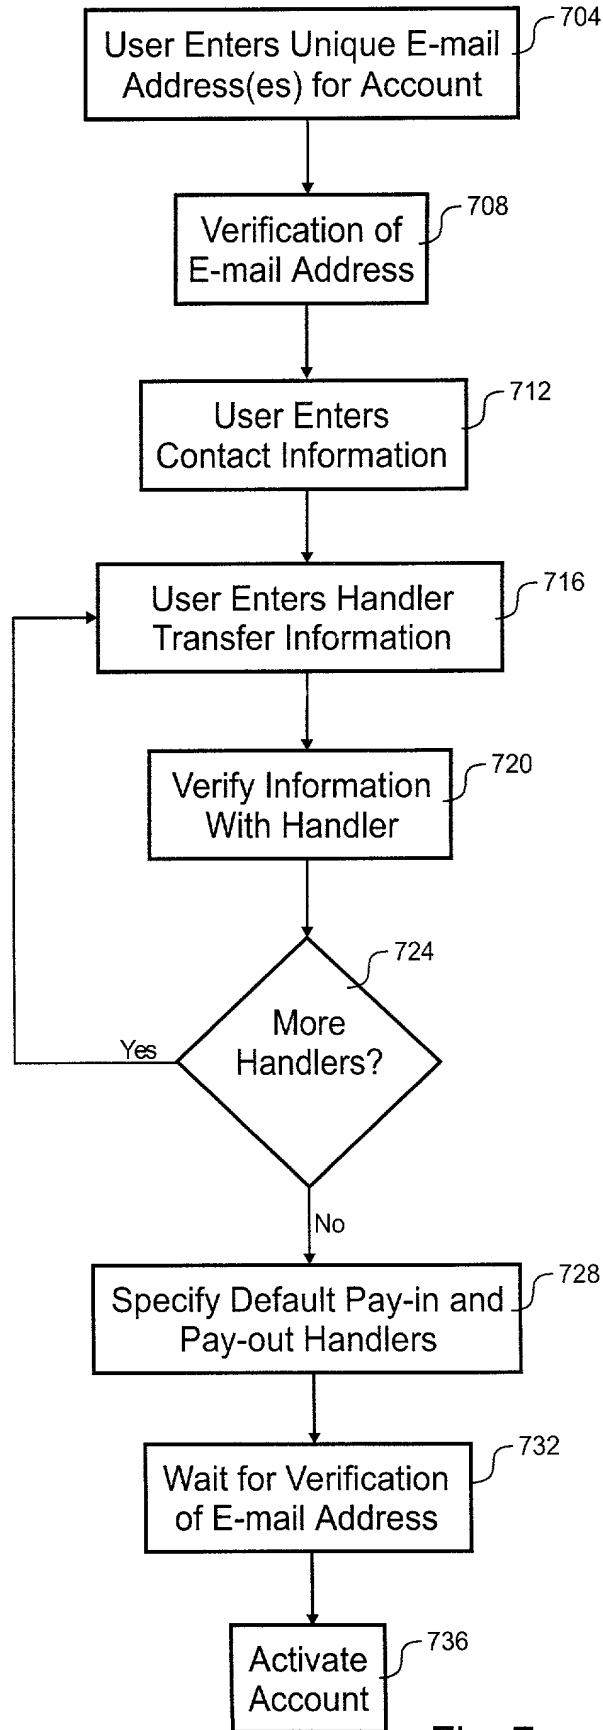 User Enters Unique E-mail
Address(es) for Account
704
Verification of
E-mail Address
708
User Enters
Contact Information
712
User Enters Handler
Transfer Information
716
Verify Information
With Handler
720
More
Handlers?
724
Yes
No
Specify Default Pay-in and
Pay-out Handlers
728
Wait for Verification
of E-mail Address
732
Activate
Account
736